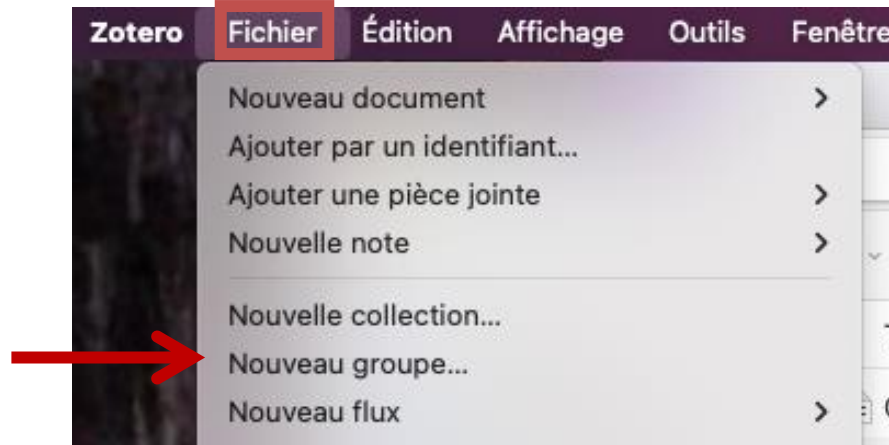 Zotero Fichier Édition Affichage Outils Fenêtre
Nouveau document
Ajouter par un identifiant...
Ajouter une pièce jointe
Nouvelle note
Nouvelle collection...
Nouveau groupe...
Nouveau flux